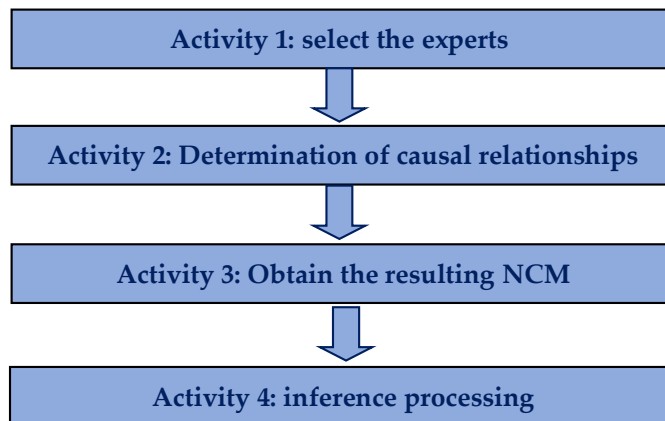 Activity 1: select the experts
Activity 2: Determination of causal relationships
Activity 3: Obtain the resulting NCM
Activity 4: inference processing